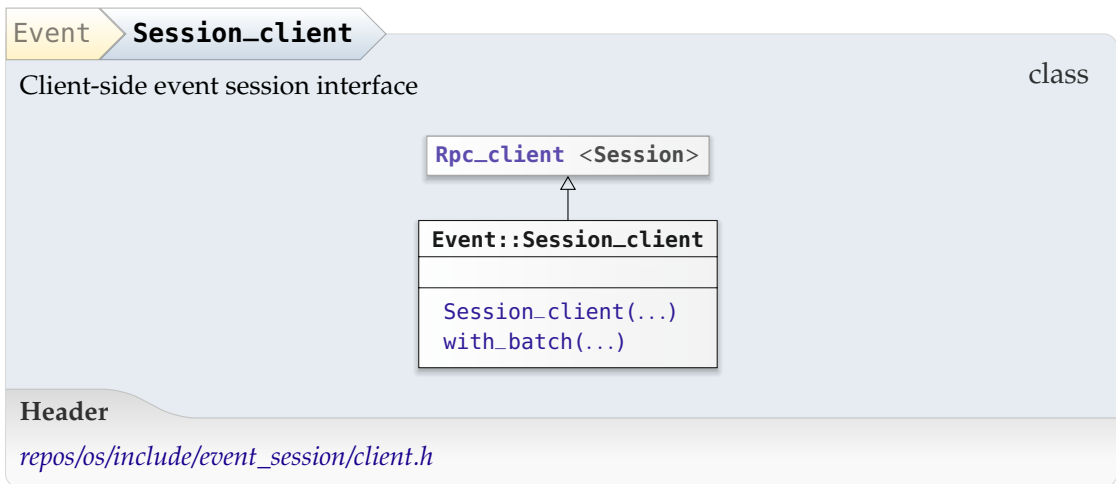 Event Session_client
Client-side event session interface
class
Rpc_client <Session>
Event::Session_client
Session_client(...)
with_batch(...)
Header
repos/os/include/event_session/client.h